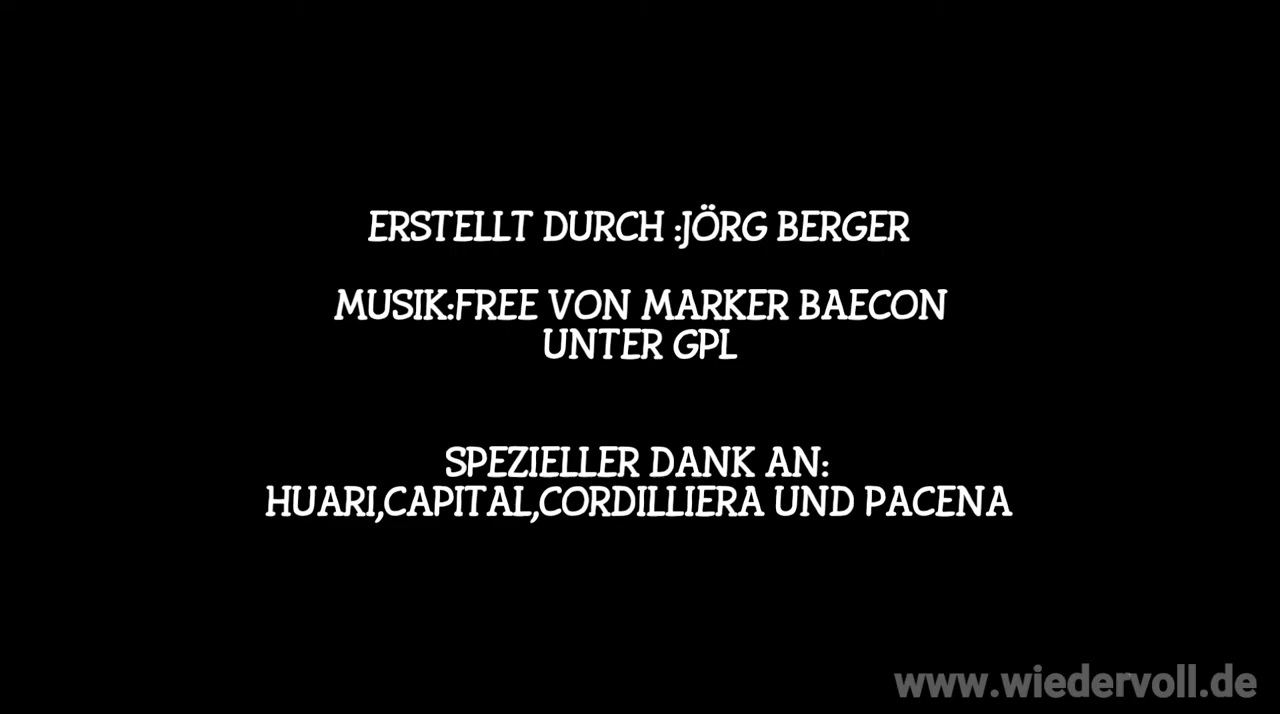 ERSTELLT DURCH :JÖRG BERGER
MUSIK:FREE VON MARKER BAECON
UNTER GPL
SPEZIELLER DANK AN:
HUARI,CAPITAL,CORDILLIERA UND PACENA
www.wiedervoll.de